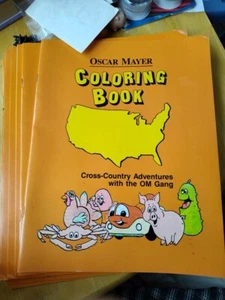 OSCAR MAYER
COLORING
BOOK
Cross-Country Adventures
with the OM Gang